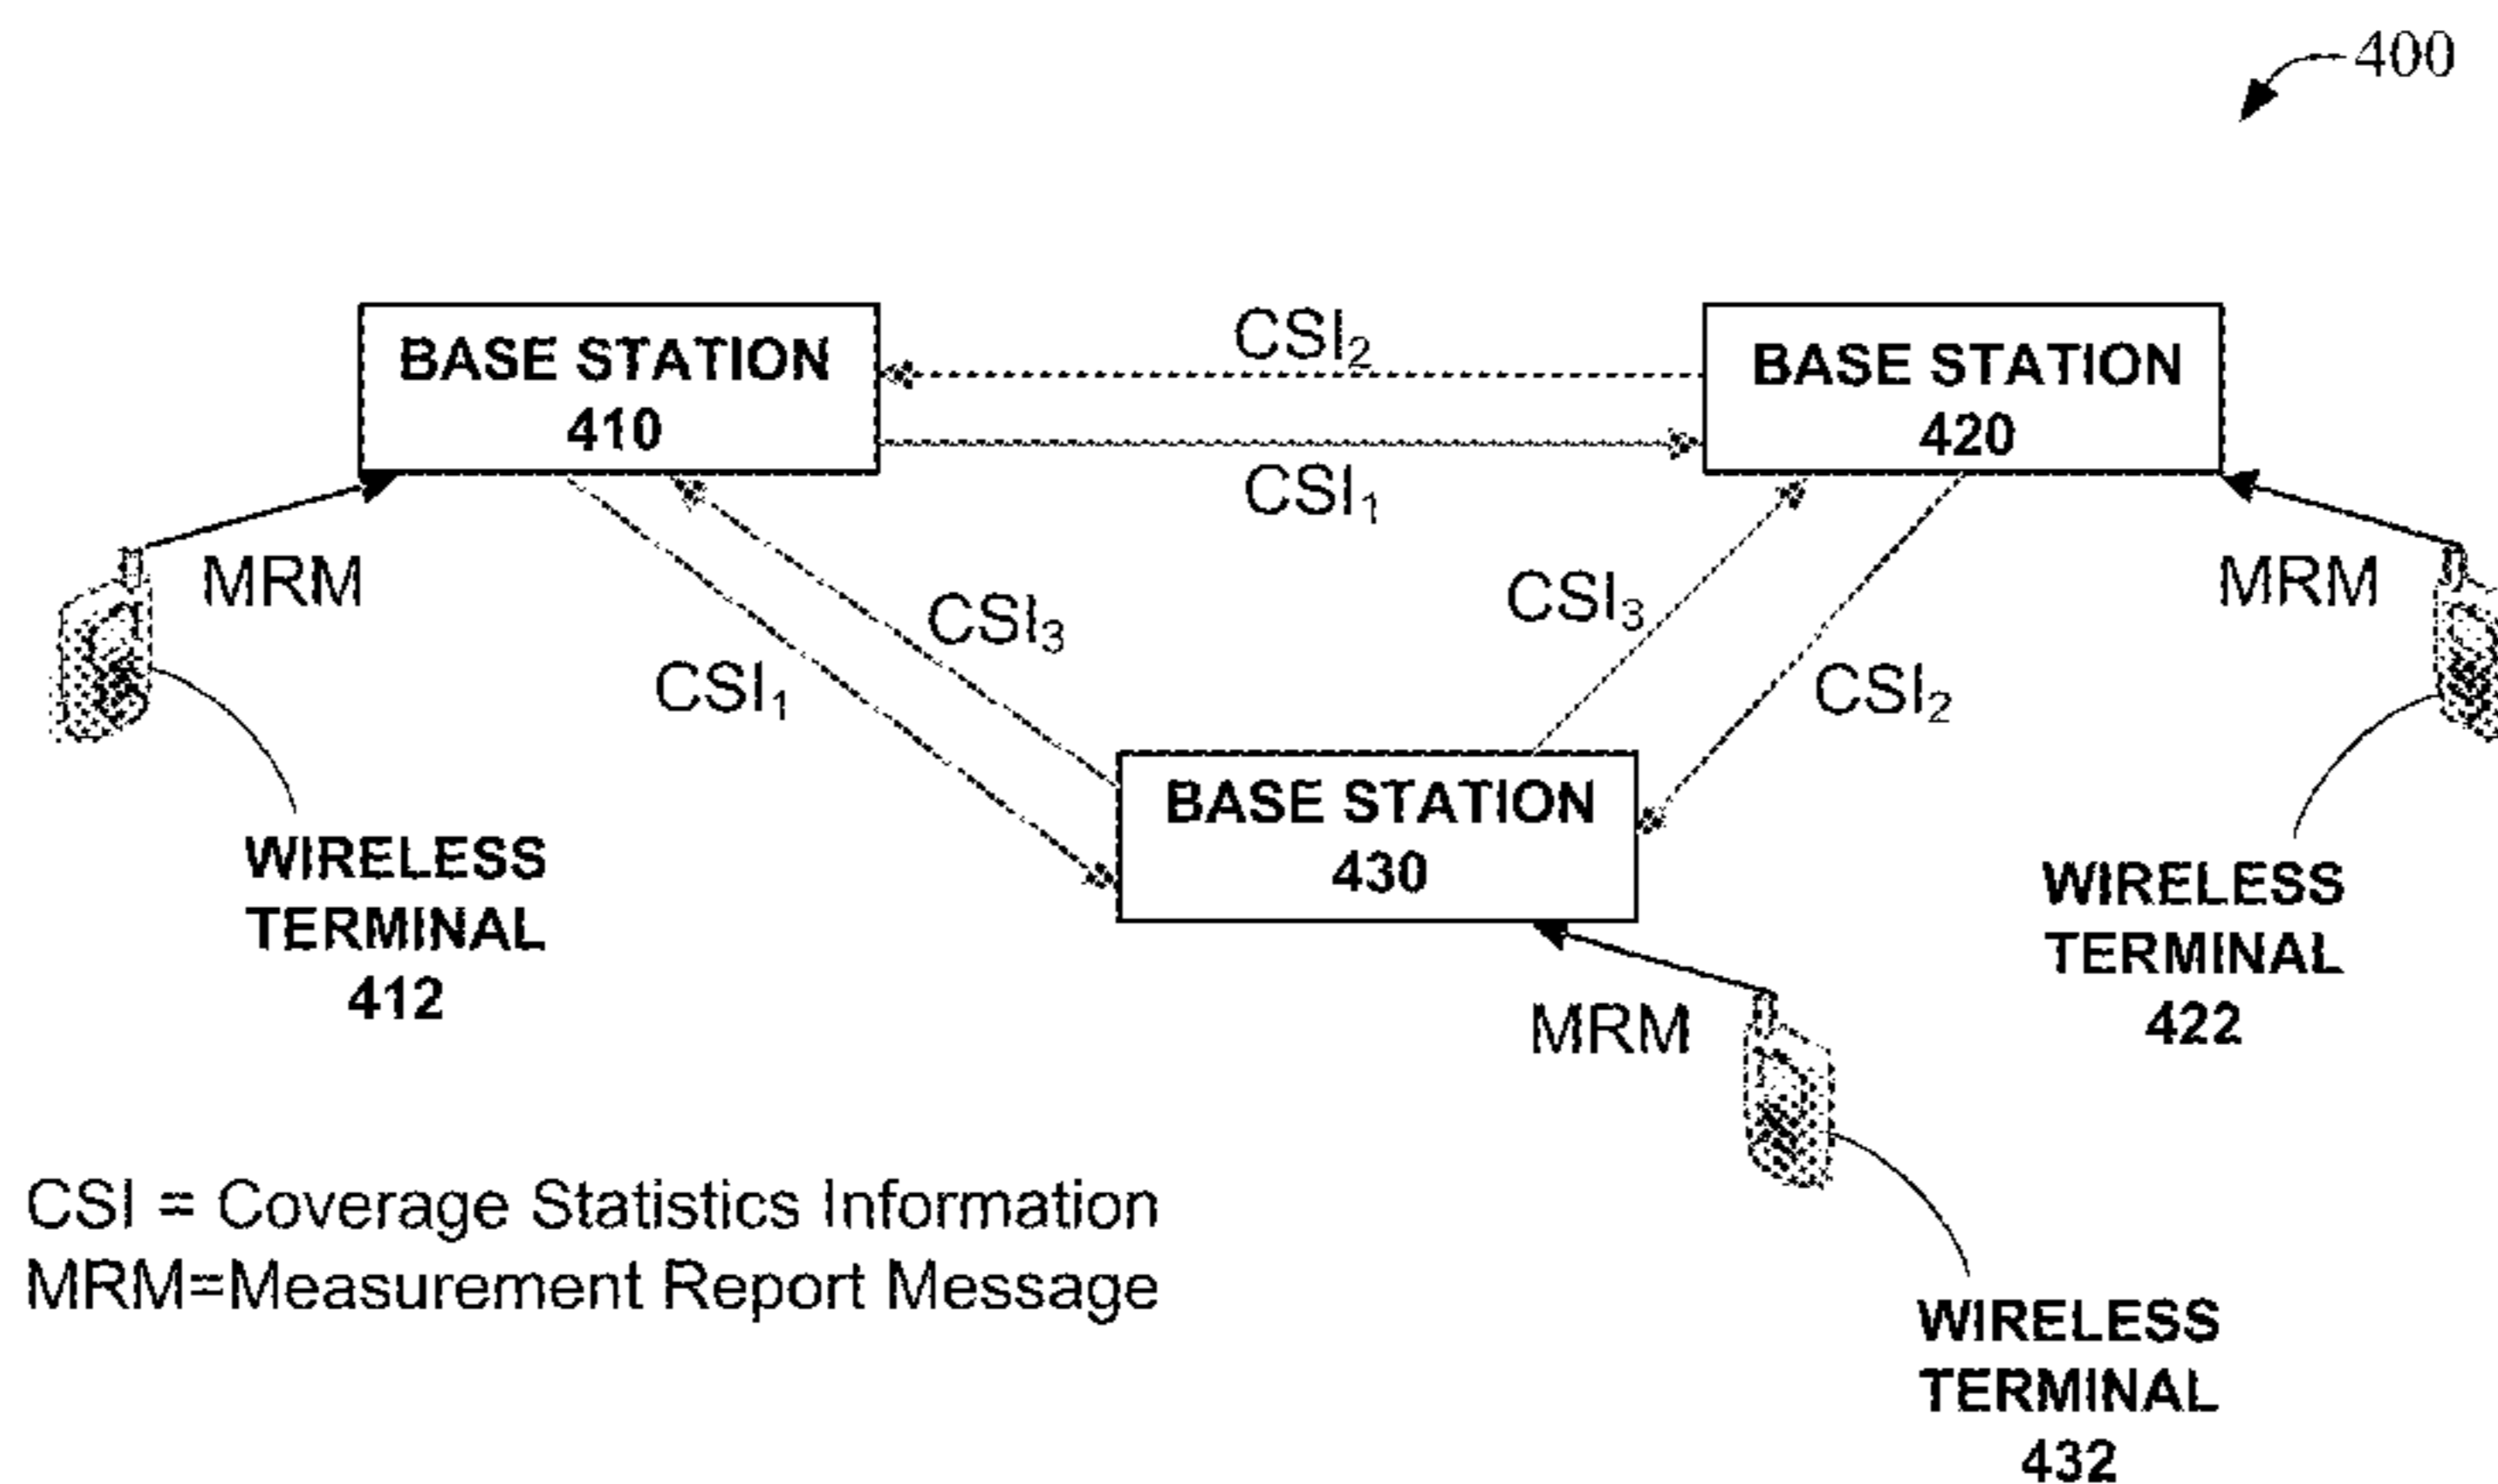 400
BASE STATION
410
CSI₂
BASE STATION
420
CSI₁
MRM
MRM
CSI₃
CSI₃
CSI₁
CSI₂
BASE STATION
430
WIRELESS
TERMINAL
412
WIRELESS
TERMINAL
422
MRM
CSI = Coverage Statistics Information
MRM=Measurement Report Message
WIRELESS
TERMINAL
432